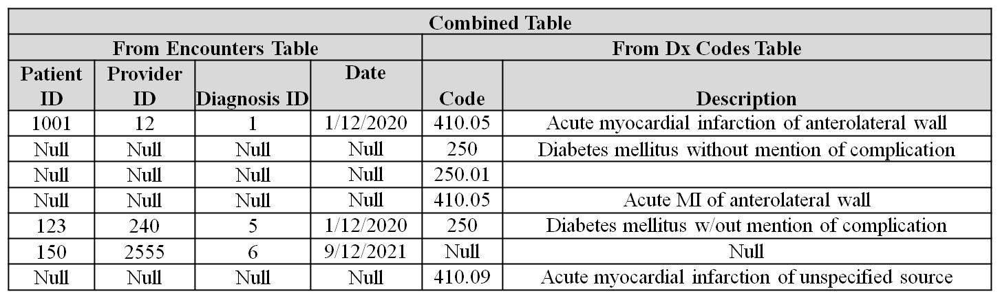 Combined Table
From Encounters Table From Dx Codes Table
Patient ID Provider ID Diagnosis ID Date Code Description
1001 12 1 1/12/2020 410.05 Acute myocardial infarction of anterolateral wall
Null Null Null Null 250 Diabetes mellitus without mention of complication
Null Null Null Null 250.01
Null Null Null Null 410.05 Acute MI of anterolateral wall
123 240 5 1/12/2020 250 Diabetes mellitus w/out mention of complication
150 2555 6 9/12/2021 Null Null
Null Null Null Null 410.09 Acute myocardial infarction of unspecified source